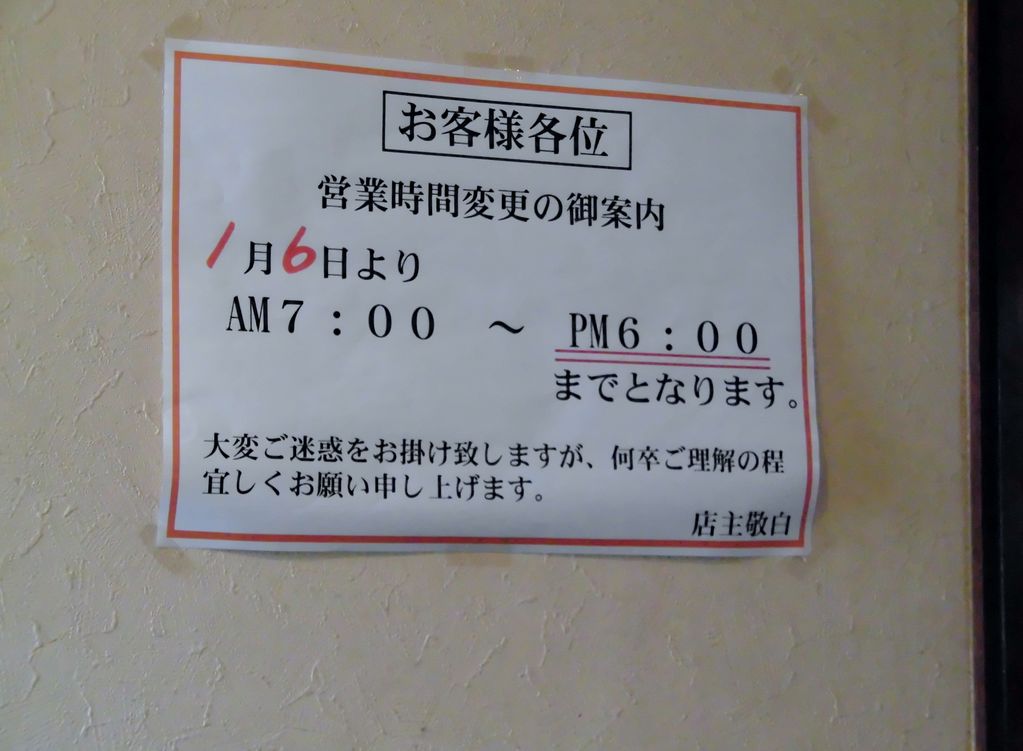 お客様各位
営業時間変更の御案内
1月6日より
AM7：00 ～ PM6：00
までとなります。
大変ご迷惑をお掛け致しますが、何卒ご理解の程
宜しくお願い申し上げます。
店主敬白